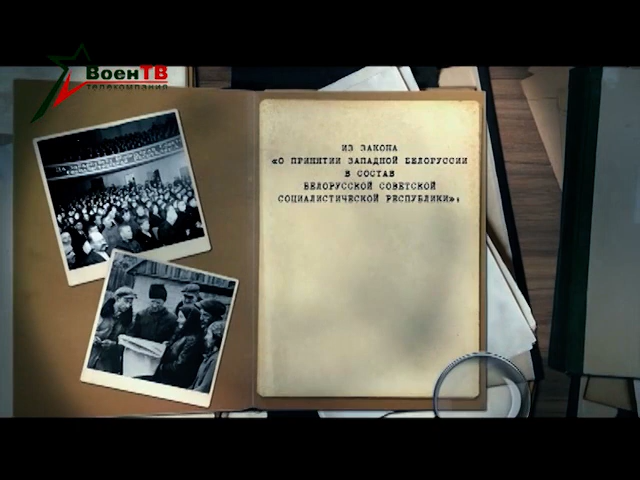 ВоенТВ
телекомпания
ИЗ ЗАКОНА
«О ПРИНЯТИИ ЗАПАДНОЙ БЕЛОРУССИИ
В СОСТАВ
БЕЛОРУССКОЙ СОВЕТСКОЙ
СОЦИАЛИСТИЧЕСКОЙ РЕСПУБЛИКИ»: